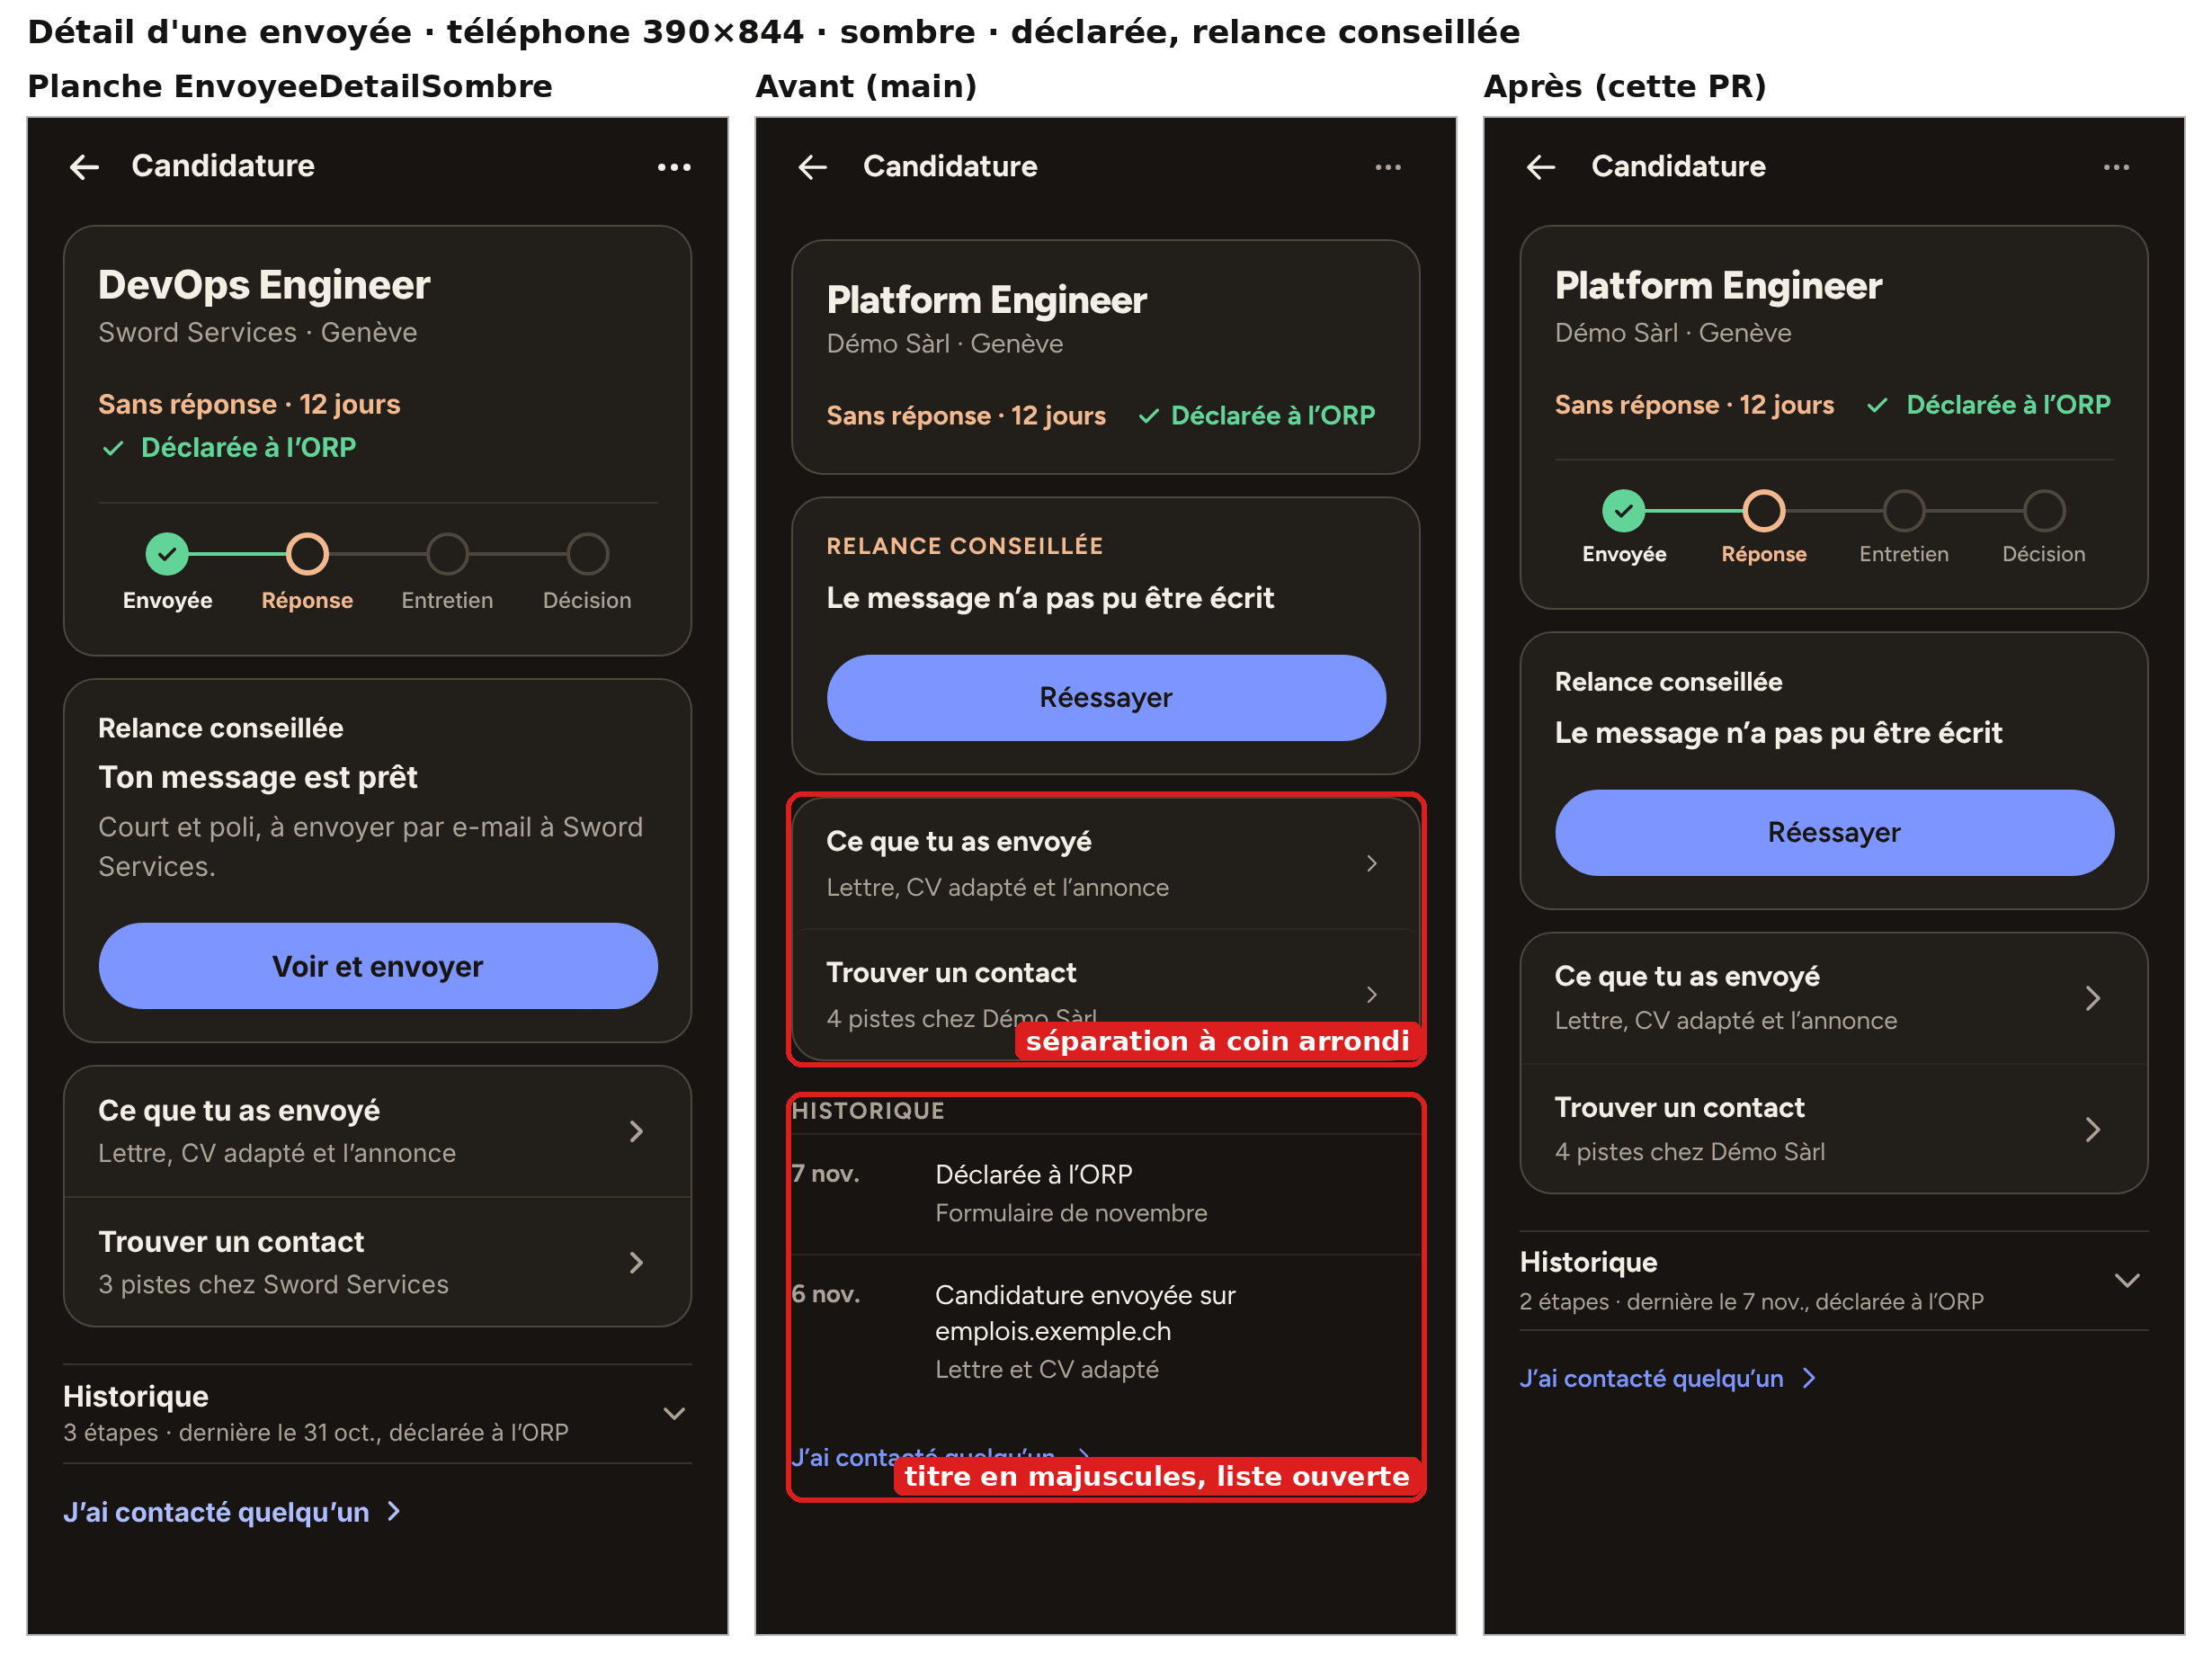 Détail d'une envoyée · téléphone 390×844 · sombre · déclarée, relance conseillée
Planche EnvoyeeDetailSombre
Candidature
DevOps Engineer
Sword Services · Genève
Sans réponse · 12 jours
Déclarée à l’ORP
Envoyée
Réponse
Entretien
Décision
Relance conseillée
Ton message est prêt
Court et poli, à envoyer par e-mail à Sword
Services.
Voir et envoyer
Ce que tu as envoyé
Lettre, CV adapté et l’annonce
Trouver un contact
3 pistes chez Sword Services
Historique
3 étapes · dernière le 31 oct., déclarée à l’ORP
J’ai contacté quelqu’un
Avant (main)
Candidature
Platform Engineer
Démo Sàrl · Genève
Sans réponse · 12 jours
Déclarée à l’ORP
RELANCE CONSEILLÉE
Le message n’a pas pu être écrit
Réessayer
Ce que tu as envoyé
Lettre, CV adapté et l’annonce
Trouver un contact
4 pistes chez Démo Sàrl
séparation à coin arrondi
HISTORIQUE
7 nov.
Déclarée à l’ORP
Formulaire de novembre
6 nov.
Candidature envoyée sur
emplois.exemple.ch
Lettre et CV adapté
J’ai contacté quelqu’un
titre en majuscules, liste ouverte
Après (cette PR)
Candidature
Platform Engineer
Démo Sàrl · Genève
Sans réponse · 12 jours
Déclarée à l’ORP
Envoyée
Réponse
Entretien
Décision
Relance conseillée
Le message n’a pas pu être écrit
Réessayer
Ce que tu as envoyé
Lettre, CV adapté et l’annonce
Trouver un contact
4 pistes chez Démo Sàrl
Historique
2 étapes · dernière le 7 nov., déclarée à l’ORP
J’ai contacté quelqu’un